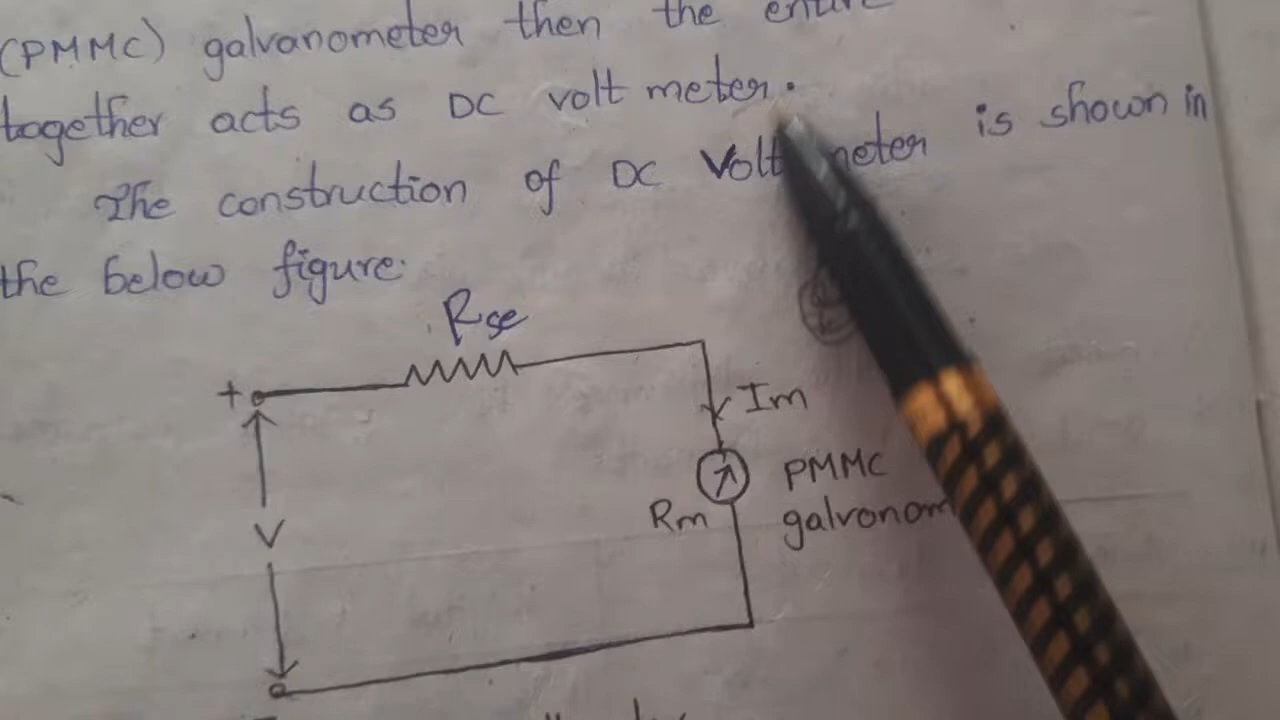 (PMMC) galvanometer then the entire
together acts as DC volt meter.
The construction of DC Volt meter is shown in
the below figure.
Rse
+
Im
V
PMMC
Rm